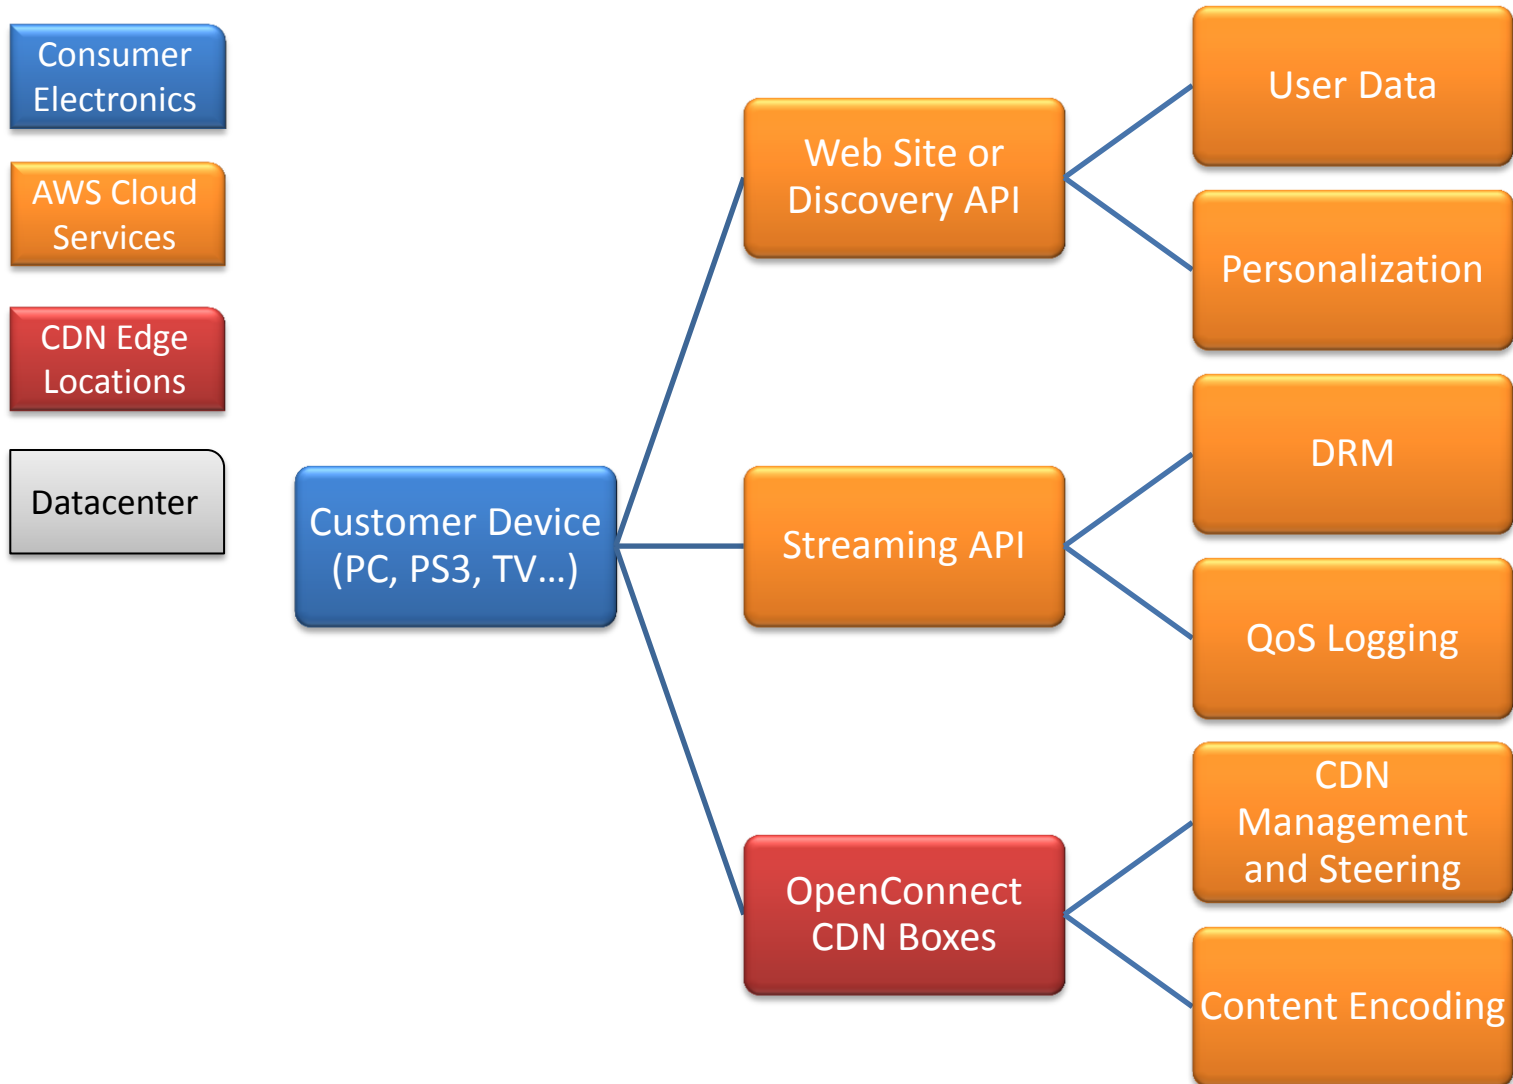 Consumer
Electronics
AWS Cloud
Services
CDN Edge
Locations
Datacenter
Customer Device
(PC, PS3, TV…)
Web Site or
Discovery API
User Data
Personalization
Streaming API
DRM
QoS Logging
OpenConnect
CDN Boxes
CDN
Management
and Steering
Content Encoding